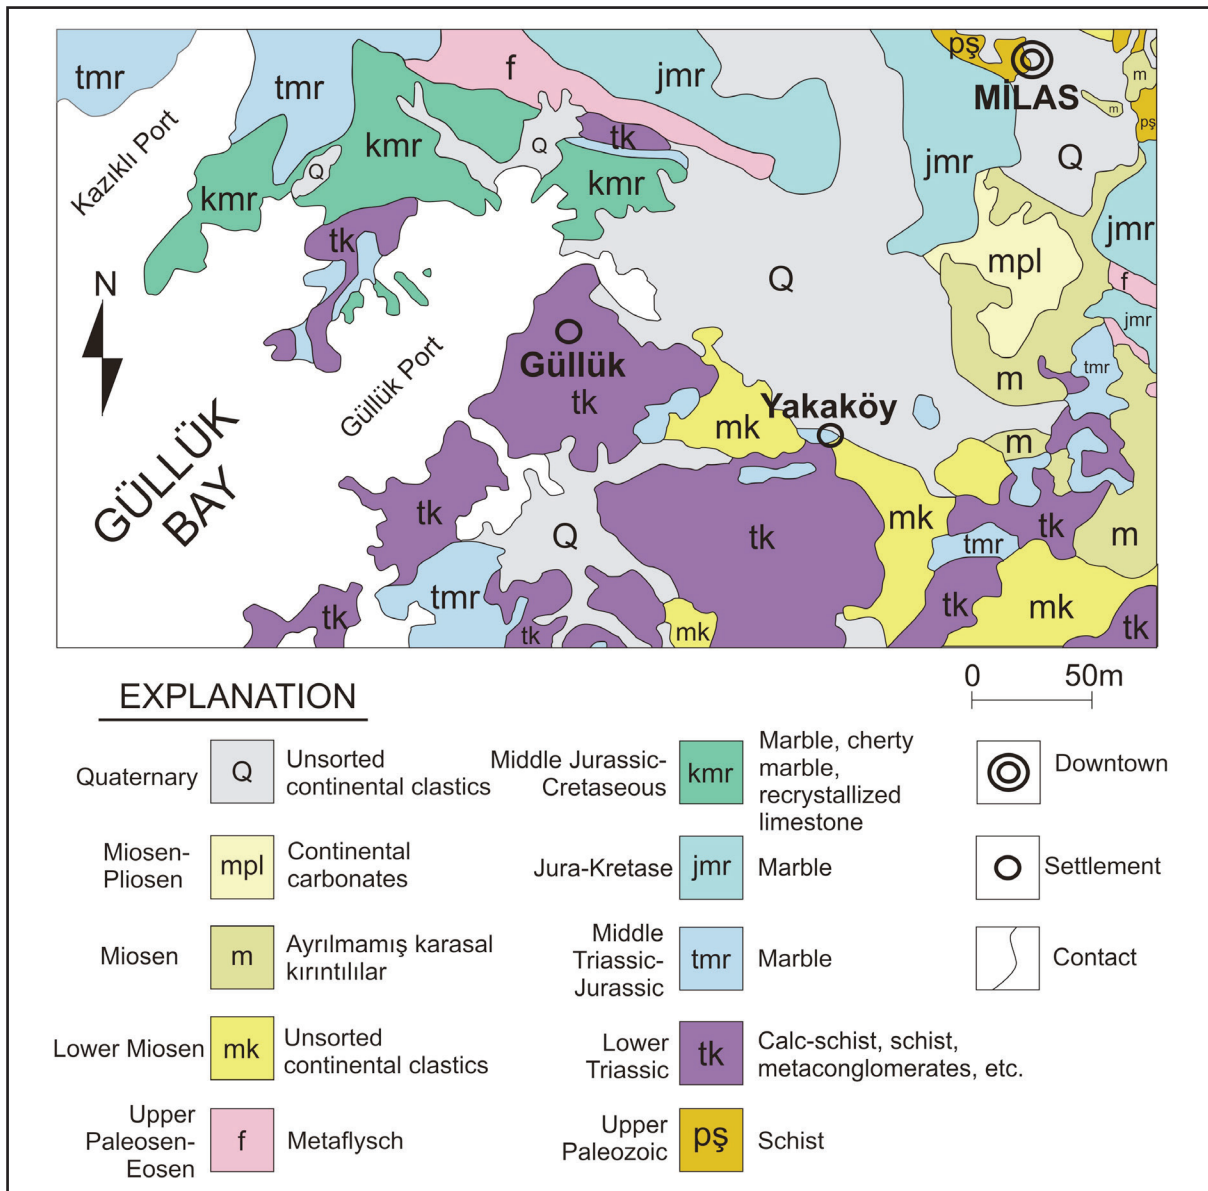 tmr
tmr
f
jmr
pş
MİLAS
m
m
pş
Kazıklı Port
kmr
Q
kmr
Q
tk
kmr
jmr
Q
jmr
tk
mpl
f
jmr
N
Q
Güllük Port
Güllük
tk
mk
Yakaköy
m
tmr
m
GÜLLÜK
BAY
tk
Q
tk
mk
tmr
tk
m
tmr
tk
tk
mk
tk
mk
tk
0 50m
EXPLANATION
Quaternary
Q
Unsorted
continental clastics
Miosen-
Pliosen
mpl
Continental
carbonates
Miosen
m
Ayrılmamış karasal
kırıntılılar
Lower Miosen
mk
Unsorted
continental clastics
Upper
Paleosen-
Eosen
f
Metaflysch
Middle Jurassic-
Cretaseous
kmr
Marble, cherty
marble,
recrystallized
limestone
Jura-Kretase
jmr
Marble
Middle
Triassic-
Jurassic
tmr
Marble
Lower
Triassic
tk
Calc-schist, schist,
metaconglomerates, etc.
Upper
Paleozoic
pş
Schist
Downtown
Settlement
Contact